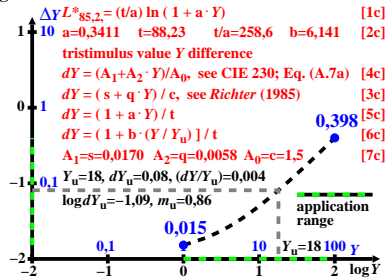 ΔY L*85,2,= (t/a) ln ( 1 + a·Y ) [1c]
1 10 a=0,3411 t=88,23 t/a=258,6 b=6,141 [2c]
tristimulus value Y difference
dY = (A1+A2·Y)/A0, see CIE 230; Eq. (A.7a) [4c]
0 1 dY = ( s + q·Y ) / c, see Richter (1985) [3c]
dY = ( 1 + a·Y ) / t [5c]
0,398
dY = ( 1 + b·(Y / Yu) ] / t [6c]
A1=s=0,0170 A2=q=0,0058 A0=c=1,5 [7c]
−1 0,1 Yu=18, dYu=0,08, (dY/Yu)=0,004
logdYu=−1,09, mu=0,86
application
range
0,015
0,1 1 10 Yu=18 100 Y
−2 −2 −1 0 1 2 log Y